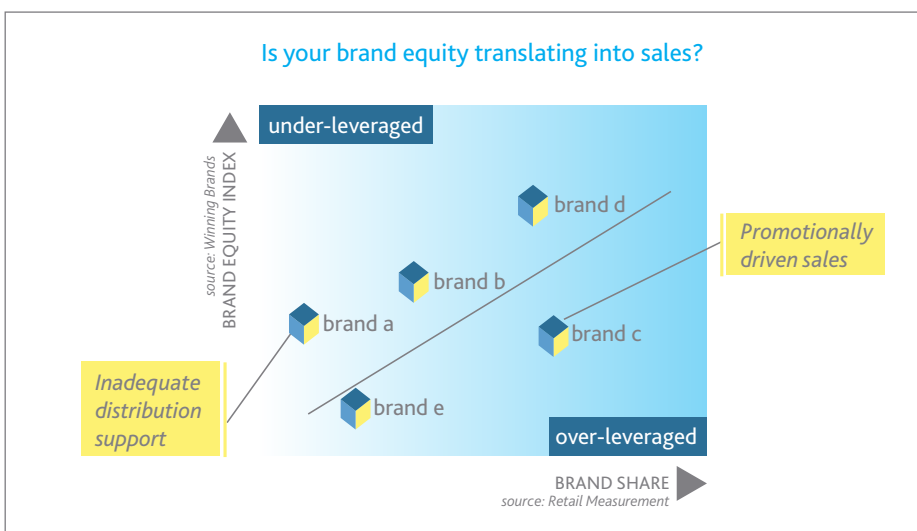 Is your brand equity translating into sales?
under-leveraged
source: Winning Brands
BRAND EQUITY INDEX
brand d
Promotionally
driven sales
brand b
brand a
brand c
Inadequate
distribution
support
brand e
over-leveraged
BRAND SHARE
source: Retail Measurement